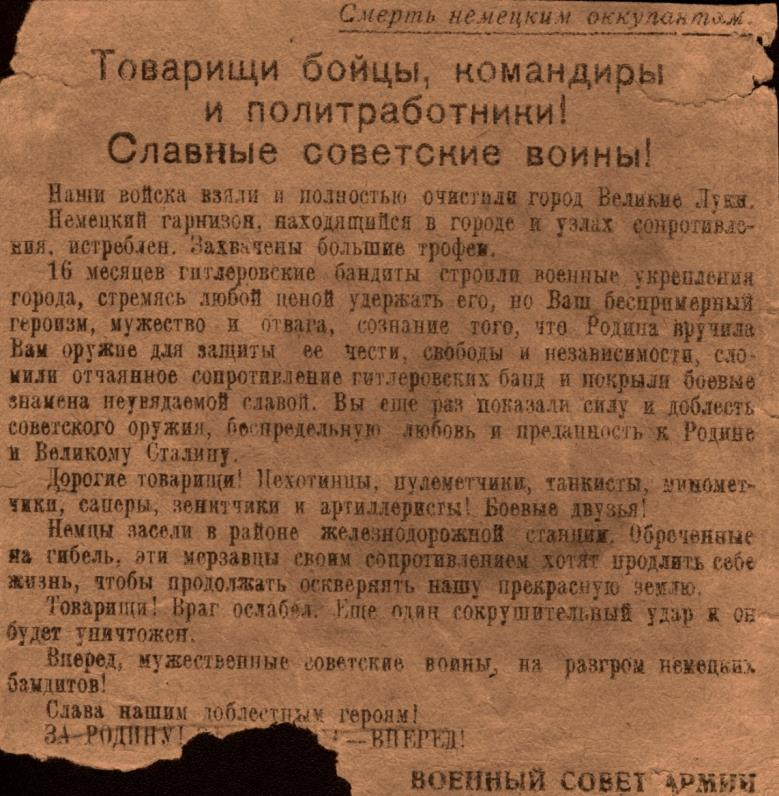 Смерть немецким оккупантам.
Товарищи бойцы, командиры
и политработники!
Славные советские воины!
Наши войска взяли и полностью очистили город Великие Луки.
Немецкий гарнизон, находящийся в городе и узлах сопротивле-
ния, истреблен. Захвачены большие трофеи.
16 месяцев гитлеровские бандиты строили военные укрепления
города, стремясь любой ценой удержать его, но Ваш беспримерный
героизм, мужество и отвага, сознание того, что Родина вручила
Вам оружие для защиты ее чести, свободы и независимости, сло-
мили отчаянное сопротивление гитлеровских банд и покрыли боевые
знамена неувядаемой славой. Вы еще раз показали силу и доблесть
советского оружия, беспредельную любовь и преданность к Родине
и Великому Сталину.
Дорогие товарищи! Пехотинцы, пулеметчики, танкисты, миномет-
чики, саперы, зенитчики и артиллеристы! Боевые двузья!
Немцы засели в районе железнодорожной станции. Обреченные
на гибель, эти мерзавцы своим сопротивлением хотят продлить себе
жизнь, чтобы продолжать осквернять нашу прекрасную землю.
Товарищи! Враг ослабел. Еще один сокрушительный удар и он
будет уничтожен.
Вперед, мужественные советские воины, на разгром немецких
бамдитов!
Слава нашим доблестным героям!
ЗА РОДИНУ! —ВПЕРЕД!
ВОЕННЫЙ СОВЕТ АРМИИ